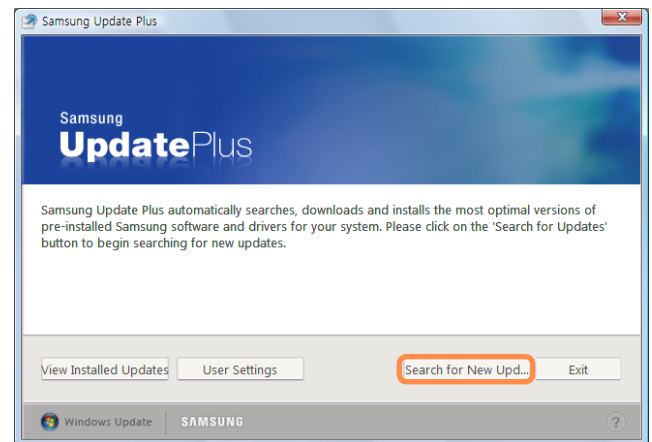 Samsung Update Plus
Samsung
UpdatePlus
Samsung Update Plus automatically searches, downloads and installs the most optimal versions of
pre-installed Samsung software and drivers for your system. Please click on the 'Search for Updates'
button to begin searching for new updates.
View Installed Updates User Settings Search for New Upd... Exit
Windows Update SAMSUNG ?